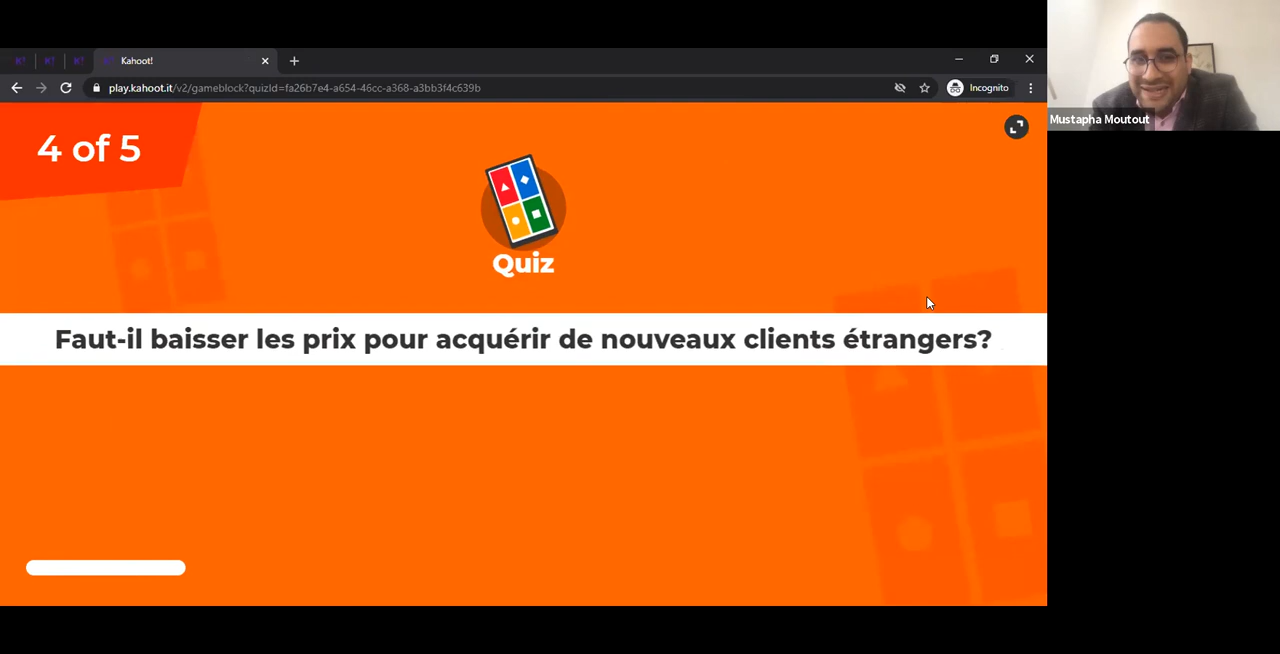 Kahoot!
play.kahoot.it/v2/gameblock?quizId=fa26b7e4-a654-46cc-a368-a3bb3f4c639b
Incognito
Mustapha Moutout
4 of 5
Quiz
Faut-il baisser les prix pour acquérir de nouveaux clients étrangers?